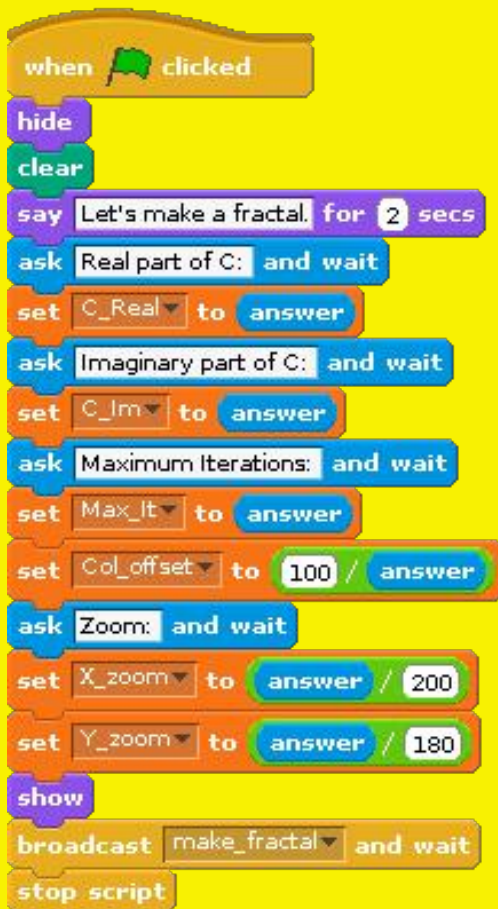 when clicked
hide
clear
say Let's make a fractal. for 2 secs
ask Real part of C: and wait
set C_Real to answer
ask Imaginary part of C: and wait
set C_Im to answer
ask Maximum Iterations: and wait
set Max_It to answer
set Col_offset to 100 / answer
ask Zoom: and wait
set X_zoom to answer / 200
set Y_zoom to answer / 180
show
broadcast make_fractal and wait
stop script